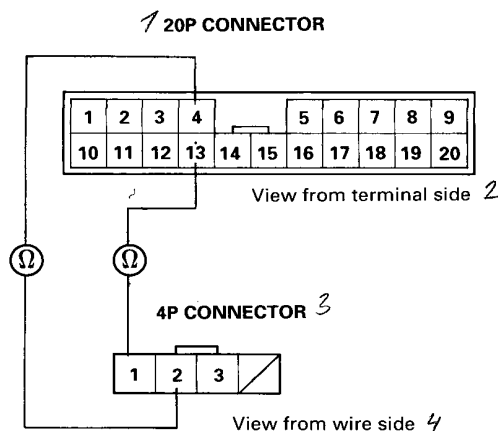 1 20P CONNECTOR
1 2 3 4 5 6 7 8 9
10 11 12 13 14 15 16 17 18 19 20
View from terminal side 2
Ω Ω
4P CONNECTOR 3
1 2 3
View from wire side 4